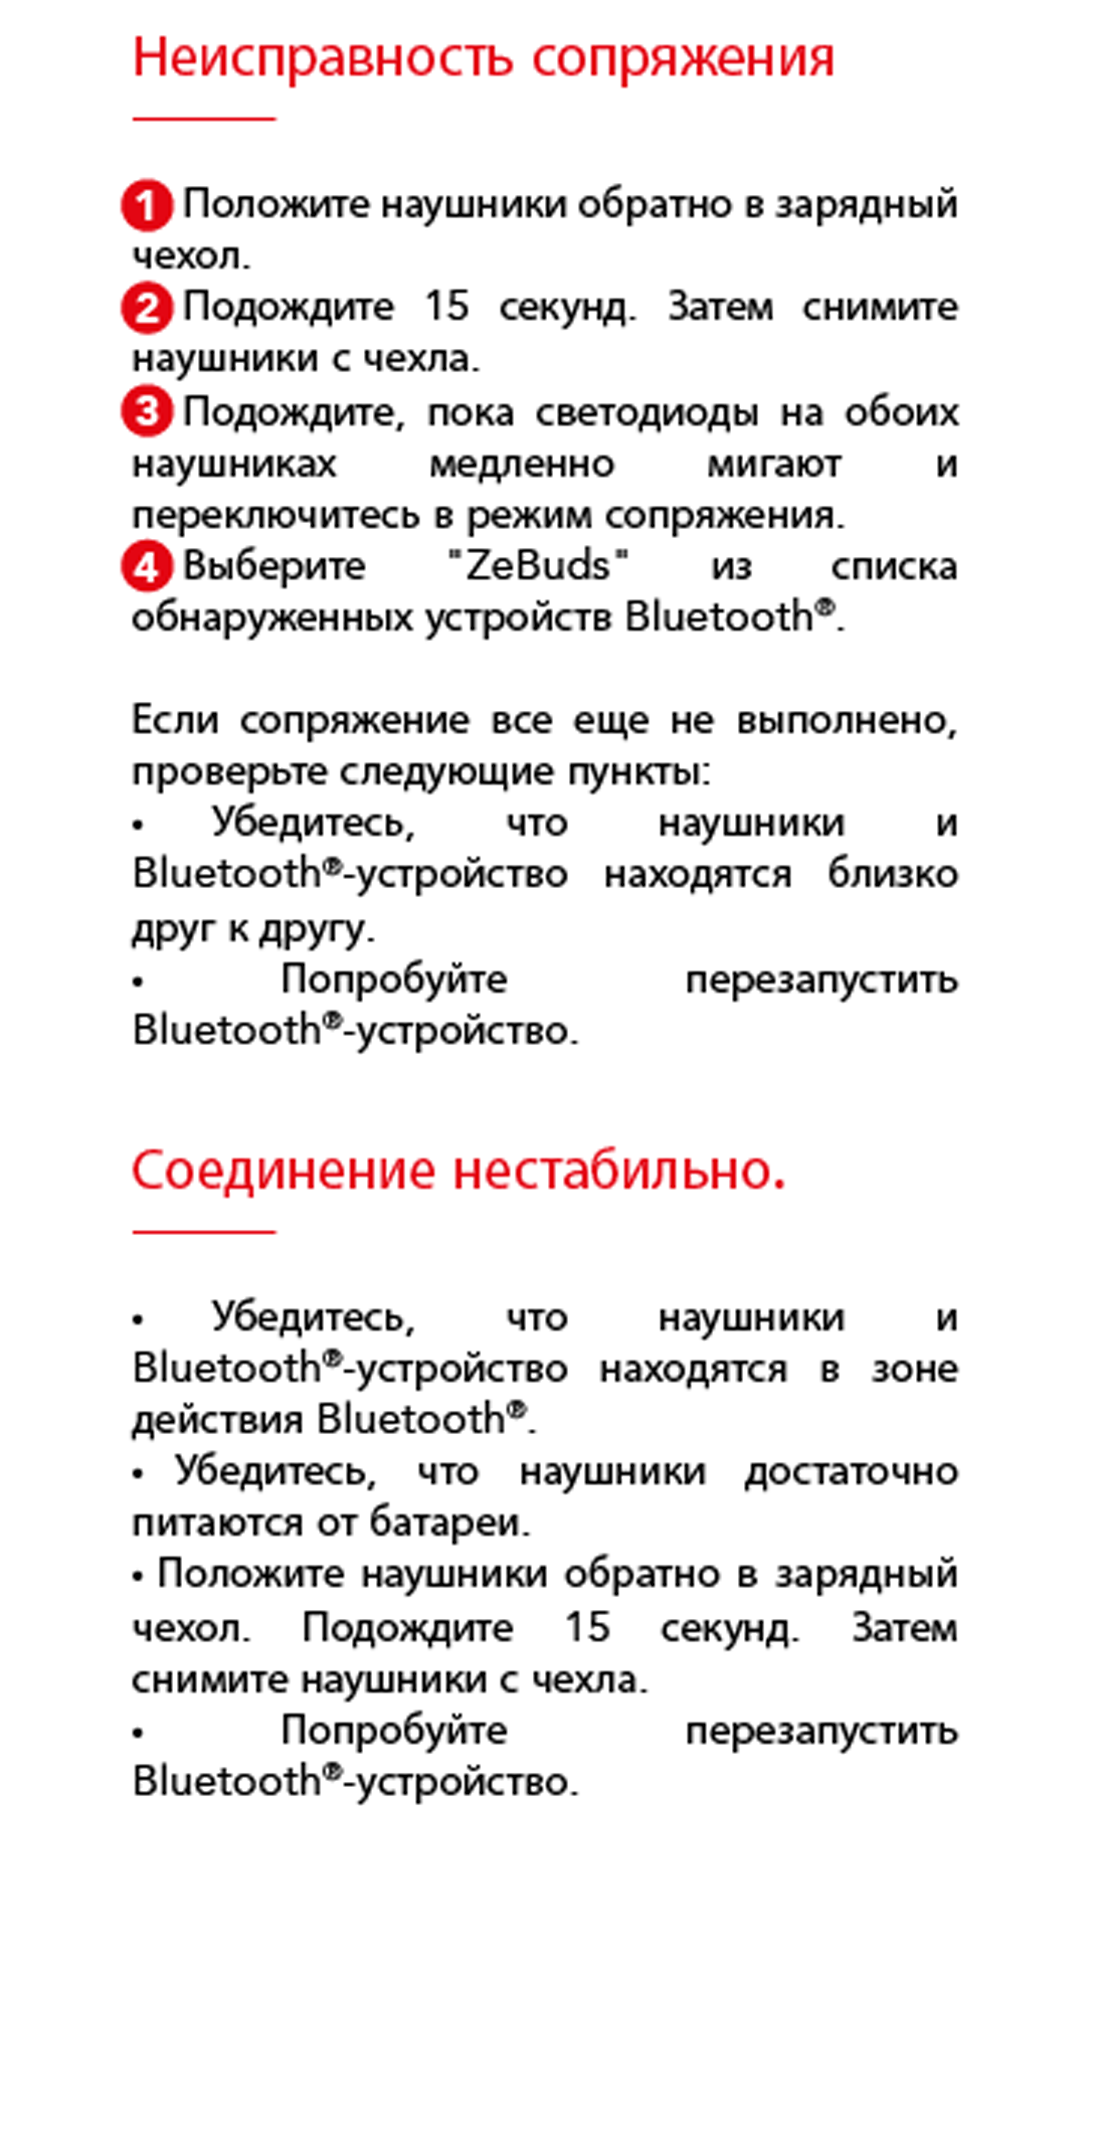 Неисправность сопряжения
1 Положите наушники обратно в зарядный
чехол.
2 Подождите 15 секунд. Затем снимите
наушники с чехла.
3 Подождите, пока светодиоды на обоих
наушниках медленно мигают и
переключитесь в режим сопряжения.
4 Выберите "ZeBuds" из списка
обнаруженных устройств Bluetooth®.
Если сопряжение все еще не выполнено,
проверьте следующие пункты:
• Убедитесь, что наушники и
Bluetooth®-устройство находятся близко
друг к другу.
• Попробуйте перезапустить
Bluetooth®-устройство.
Соединение нестабильно.
• Убедитесь, что наушники и
Bluetooth®-устройство находятся в зоне
действия Bluetooth®.
• Убедитесь, что наушники достаточно
питаются от батареи.
• Положите наушники обратно в зарядный
чехол. Подождите 15 секунд. Затем
снимите наушники с чехла.
• Попробуйте перезапустить
Bluetooth®-устройство.